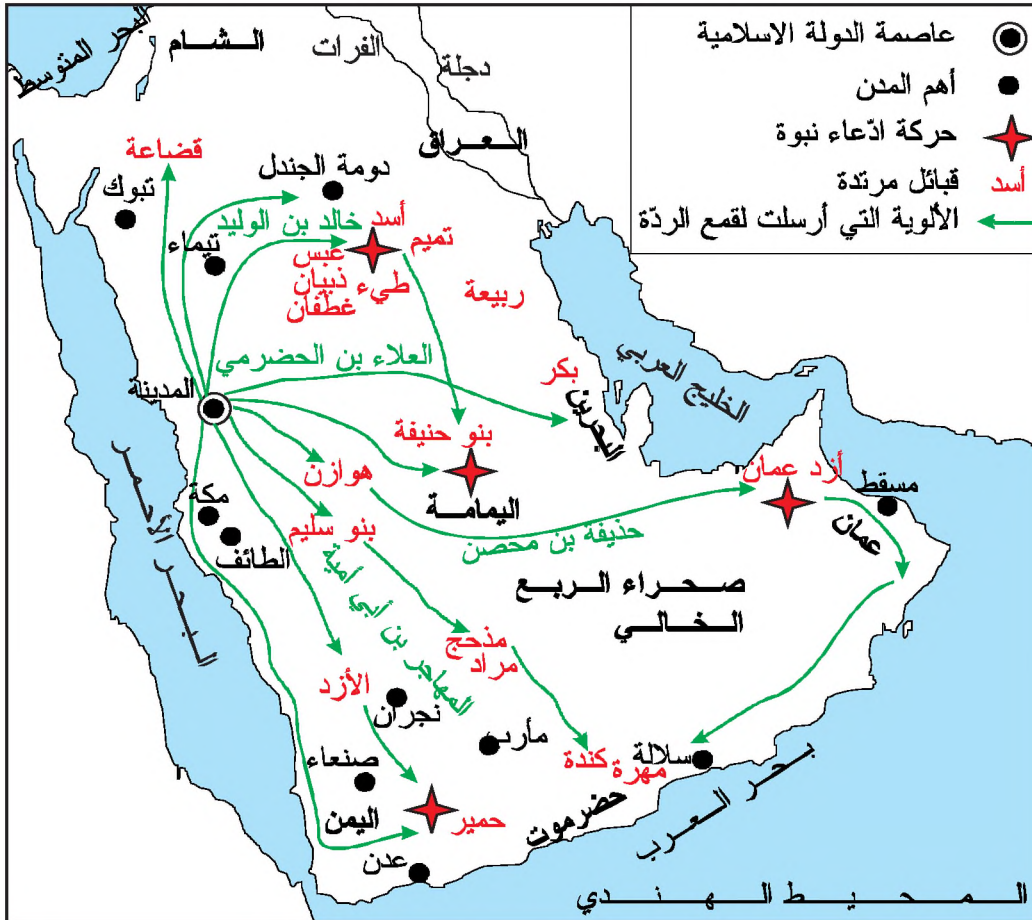 عاصمة الدولة الاسلامية
أهم المدن
حركة ادّعاء نبوة
أسد
قبائل مرتدة
الألوية التي أرسلت لقمع الردّة
البحر المتوسط
الشام
الفرات
دجلة
العراق
قضاعة
تبوك
دومة الجندل
خالد بن الوليد
تيماء
أسد
تميم
عبس
ذبيان
طيء
غطفان
ربيعة
العلاء بن الحضرمي
بكر
البحرين
الخليج العربي
المدينة
بنو حنيفة
اليمامة
هوازن
أزد عمان
مسقط
عمان
مكة
الطائف
بنو سليم
حذيفة بن محصن
المهاجر بن أبي أمية
صحراء الربع
الخالي
البحر الأحمر
مذحج
مراد
الأزد
نجران
مأرب
صنعاء
كندة
مهرة
سلالة
حضرموت
بحر العرب
اليمن
حمير
عدن
المحيط الهندي